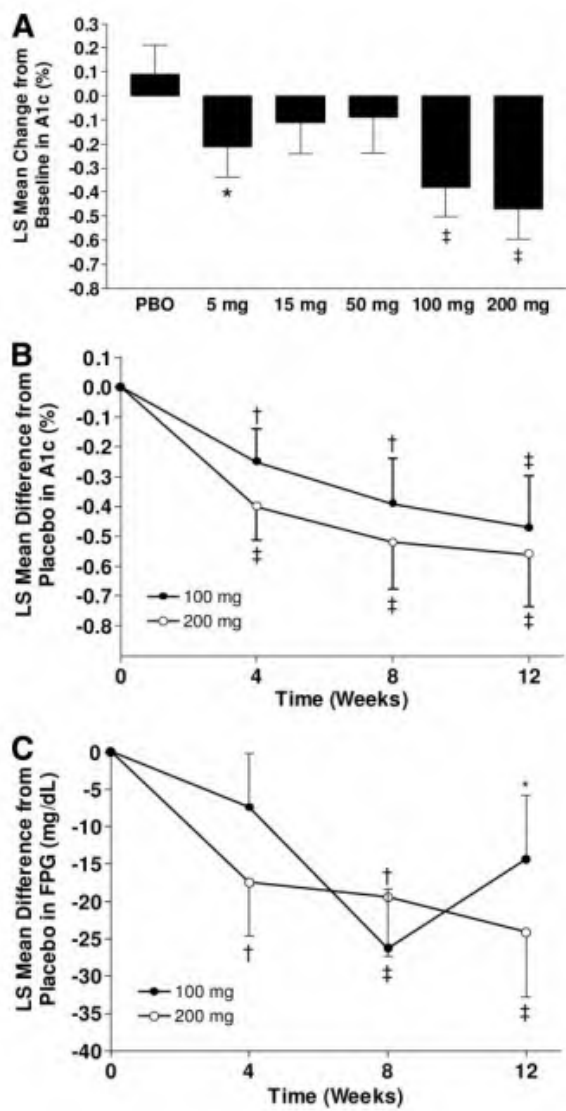 A
LS Mean Change from
Baseline in A1c (%)
0.3
0.2
0.1
0.0
-0.1
-0.2
-0.3
-0.4
-0.5
-0.6
-0.7
-0.8
*
‡
‡
PBO 5 mg 15 mg 50 mg 100 mg 200 mg
B
LS Mean Difference from
Placebo in A1c (%)
0.1
0.0
-0.1
-0.2
-0.3
-0.4
-0.5
-0.6
-0.7
-0.8
† † ‡
‡ ‡ ‡
100 mg
200 mg
0 4 8 12
Time (Weeks)
C
LS Mean Difference from
Placebo in FPG (mg/dL)
0
-5
-10
-15
-20
-25
-30
-35
-40
*
†
† ‡
‡
100 mg
200 mg
0 4 8 12
Time (Weeks)